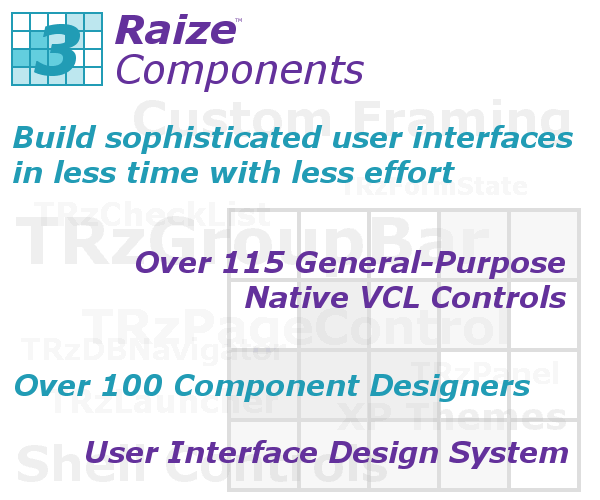 3
Raize™
Components
Custom Framing
Build sophisticated user interfaces
in less time with less effort
TRzFormState
TRzCheckList
TRzGroupBar
Over 115 General-Purpose
Native VCL Controls
TRzPageControl
TRzDBNavigator
TRzPanel
Over 100 Component Designers
TRzLauncher
XP Themes
User Interface Design System
Shell Controls